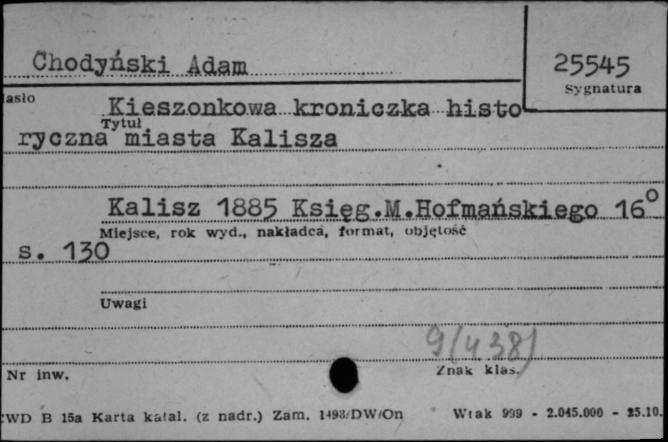 Chodyński Adam
25545
Sygnatura
asło
Kieszonkowa kroniczka histo
Tytuł
ryczna miasta Kalisza
Kalisz 1885 Księg.M.Hofmańskiego 16°
Miejsce, rok wyd., nakładca, format, objętość
s. 130
Uwagi
9(438)
Nr inw.
Znak klas.
WD B 15a Karta katal. (z nadr.) Zam. 1498/DW/On Wtak 999 - 2.045.000 - 25.10.